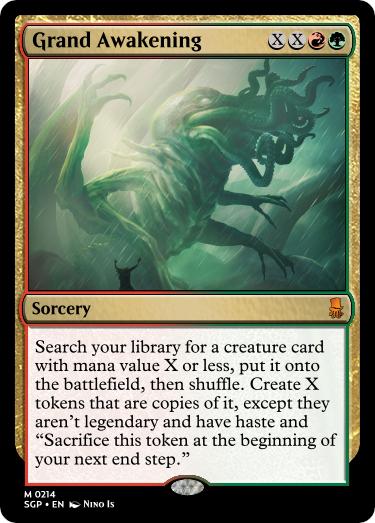 Grand Awakening XXRG
Sorcery
Search your library for a creature card
with mana value X or less, put it onto
the battlefield, then shuffle. Create X
tokens that are copies of it, except they
aren’t legendary and have haste and
“Sacrifice this token at the beginning of
your next end step.”
M 0214
SGP • EN Nino Is